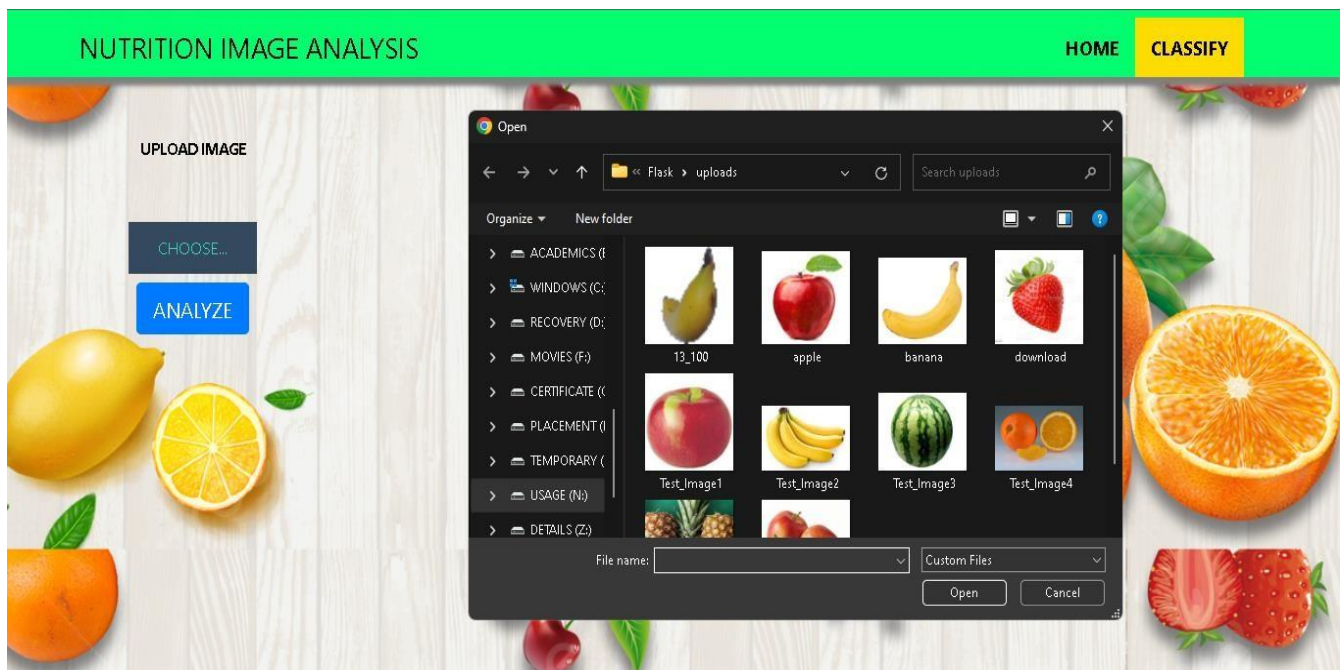 NUTRITION IMAGE ANALYSIS
HOME
CLASSIFY
UPLOAD IMAGE
CHOOSE...
ANALYZE
Open
« Flask › uploads
Search uploads
Organize
New folder
ACADEMICS (
WINDOWS (C:
RECOVERY (D:
MOVIES (F:)
CERTIFICATE (
PLACEMENT (
TEMPORARY (
USAGE (N:)
DETAILS (Z:)
13_100
apple
banana
download
Test_Image1
Test_Image2
Test_Image3
Test_Image4
File name:
Custom Files
Open
Cancel